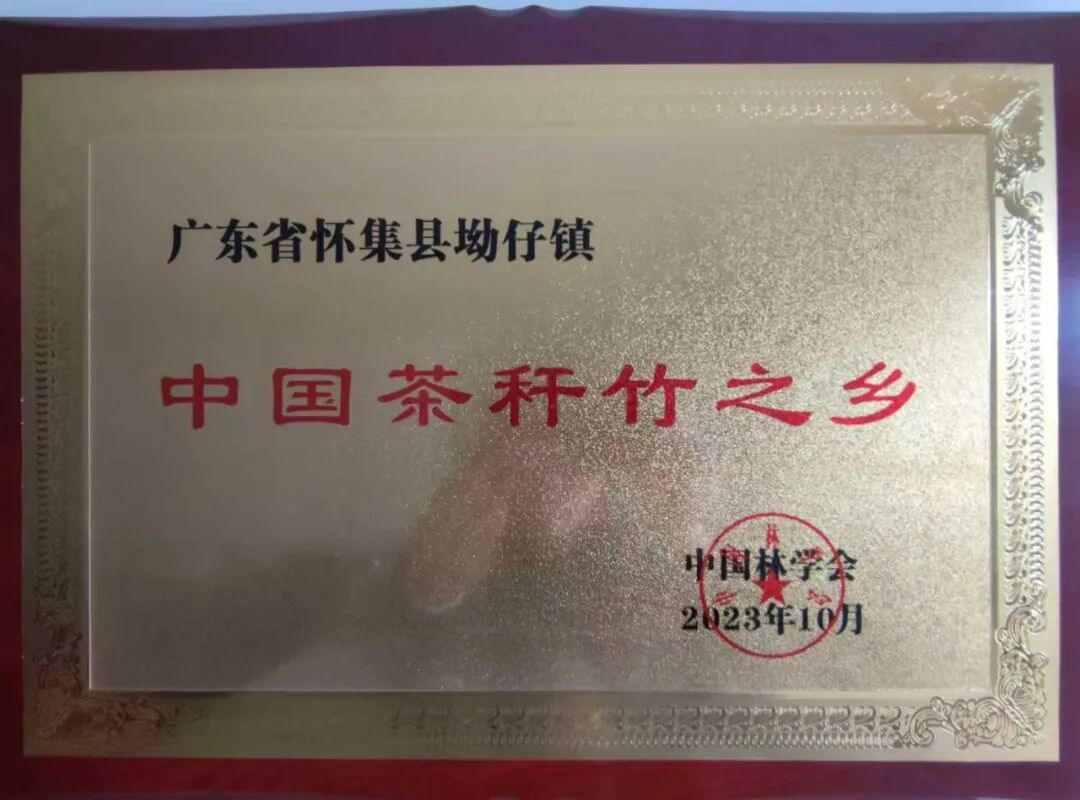 广东省怀集县坳仔镇
中国茶秆竹之乡
中国林学会
2023年10月